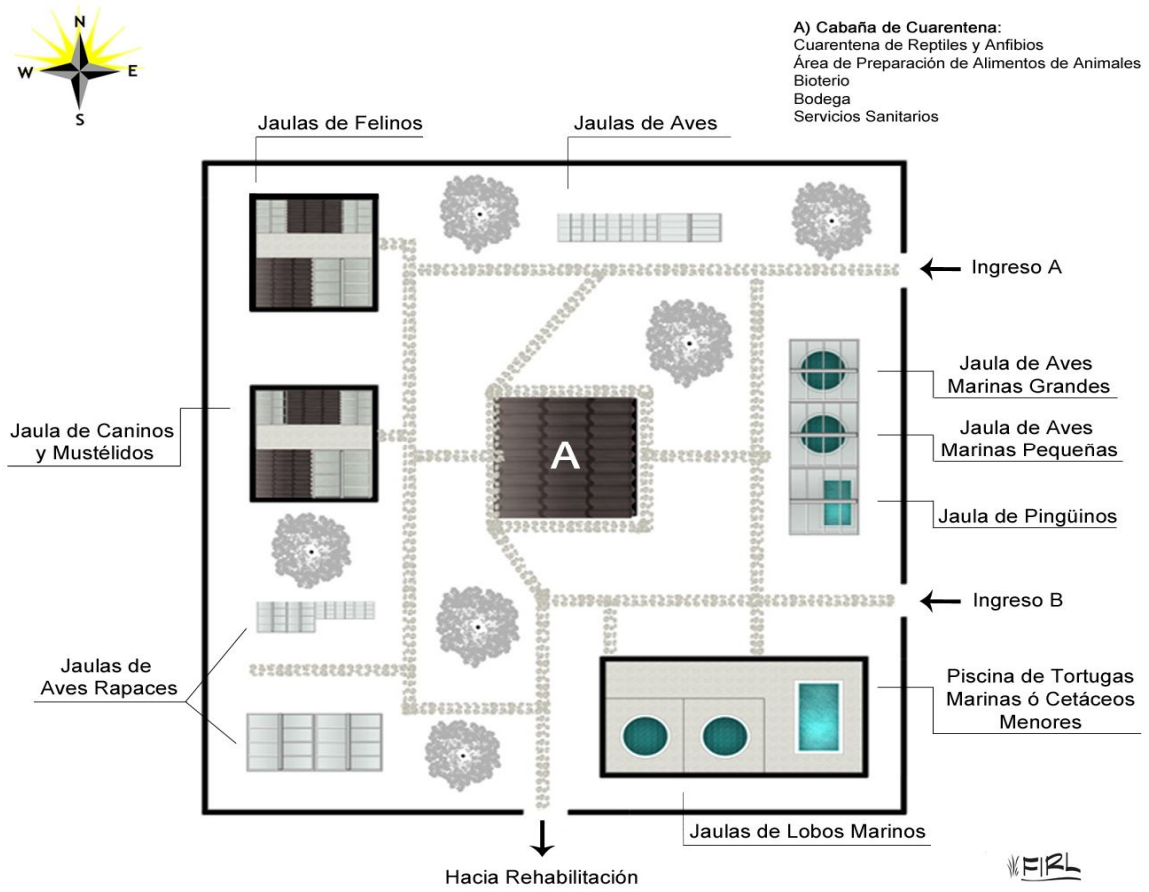 N
W
E
S
A) Cabaña de Cuarentena:
Cuarentena de Reptiles y Anfibios
Área de Preparación de Alimentos de Animales
Bioterio
Bodega
Servicios Sanitarios
Jaulas de Felinos
Jaulas de Aves
Ingreso A
Jaula de Aves
Marinas Grandes
Jaula de Aves
Marinas Pequeñas
Jaula de Caninos
y Mustélidos
A
Jaula de Pingüinos
Ingreso B
Jaulas de
Aves Rapaces
Piscina de Tortugas
Marinas ó Cetáceos
Menores
Jaulas de Lobos Marinos
Hacia Rehabilitación
FIRL